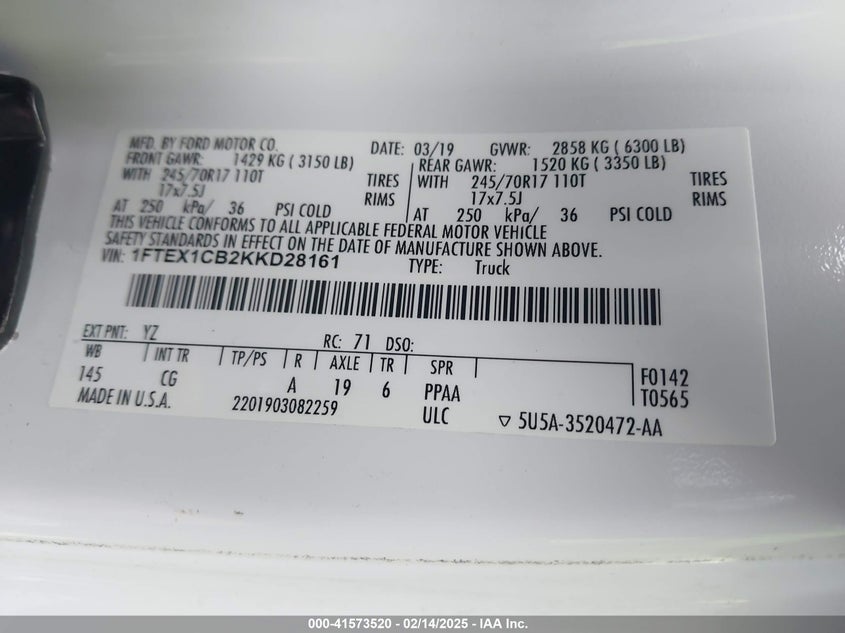 MFD. BY FORD MOTOR CO. DATE: 03/19 GVWR: 2858 KG ( 6300 LB)
FRONT GAWR: 1429 KG ( 3150 LB) REAR GAWR: 1520 KG ( 3350 LB)
WITH 245/70R17 110T TIRES WITH 245/70R17 110T TIRES
17x7.5J RIMS 17x7.5J RIMS
AT 250 kPa/ 36 PSI COLD AT 250 kPa/ 36 PSI COLD
THIS VEHICLE CONFORMS TO ALL APPLICABLE FEDERAL MOTOR VEHICLE
SAFETY STANDARDS IN EFFECT ON THE DATE OF MANUFACTURE SHOWN ABOVE.
VIN: 1FTEX1CB2KKD28161 TYPE: Truck
EXT PNT: YZ RC: 71 DSO:
WB INT TR TP/PS R AXLE TR SPR
145 CG A 19 6 PPAA F0142
MADE IN U.S.A. 2201903082259 ULC T0565
▽ 5U5A-3520472-AA
000-41573520 - 02/14/2025 - IAA Inc.